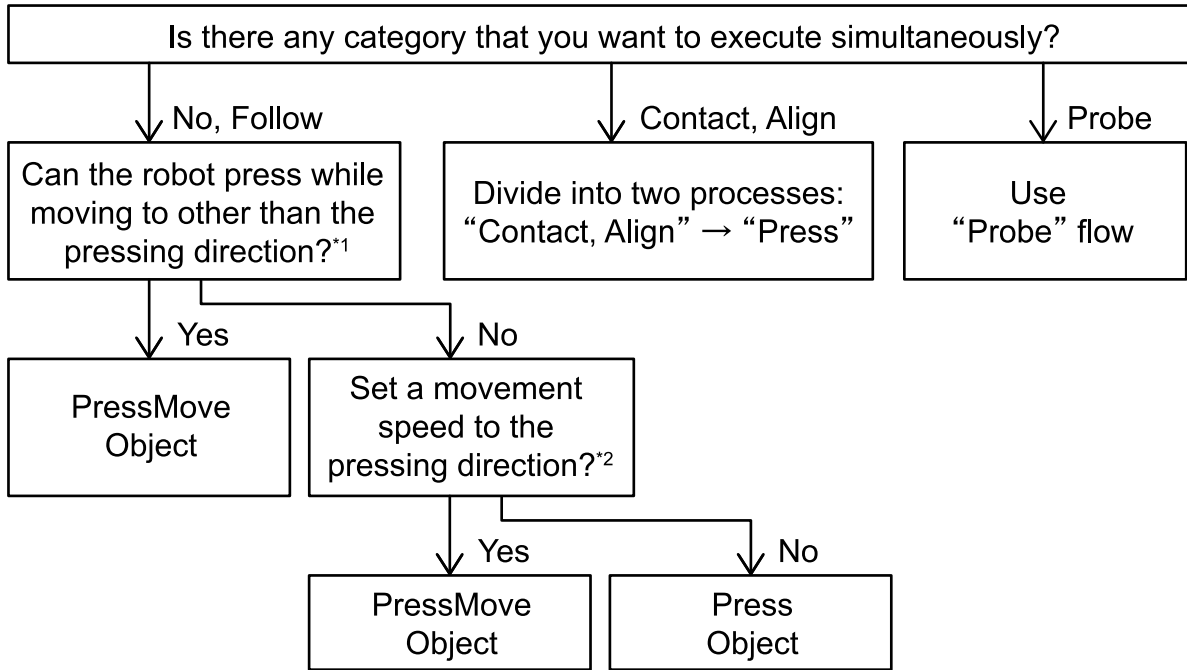 Is there any category that you want to execute simultaneously?
No, Follow
Contact, Align
Probe
Can the robot press while
moving to other than the
pressing direction?*1
Divide into two processes:
“Contact, Align” → “Press”
Use
“Probe” flow
Yes
No
PressMove
Object
Set a movement
speed to the
pressing direction?*2
Yes
No
PressMove
Object
Press
Object